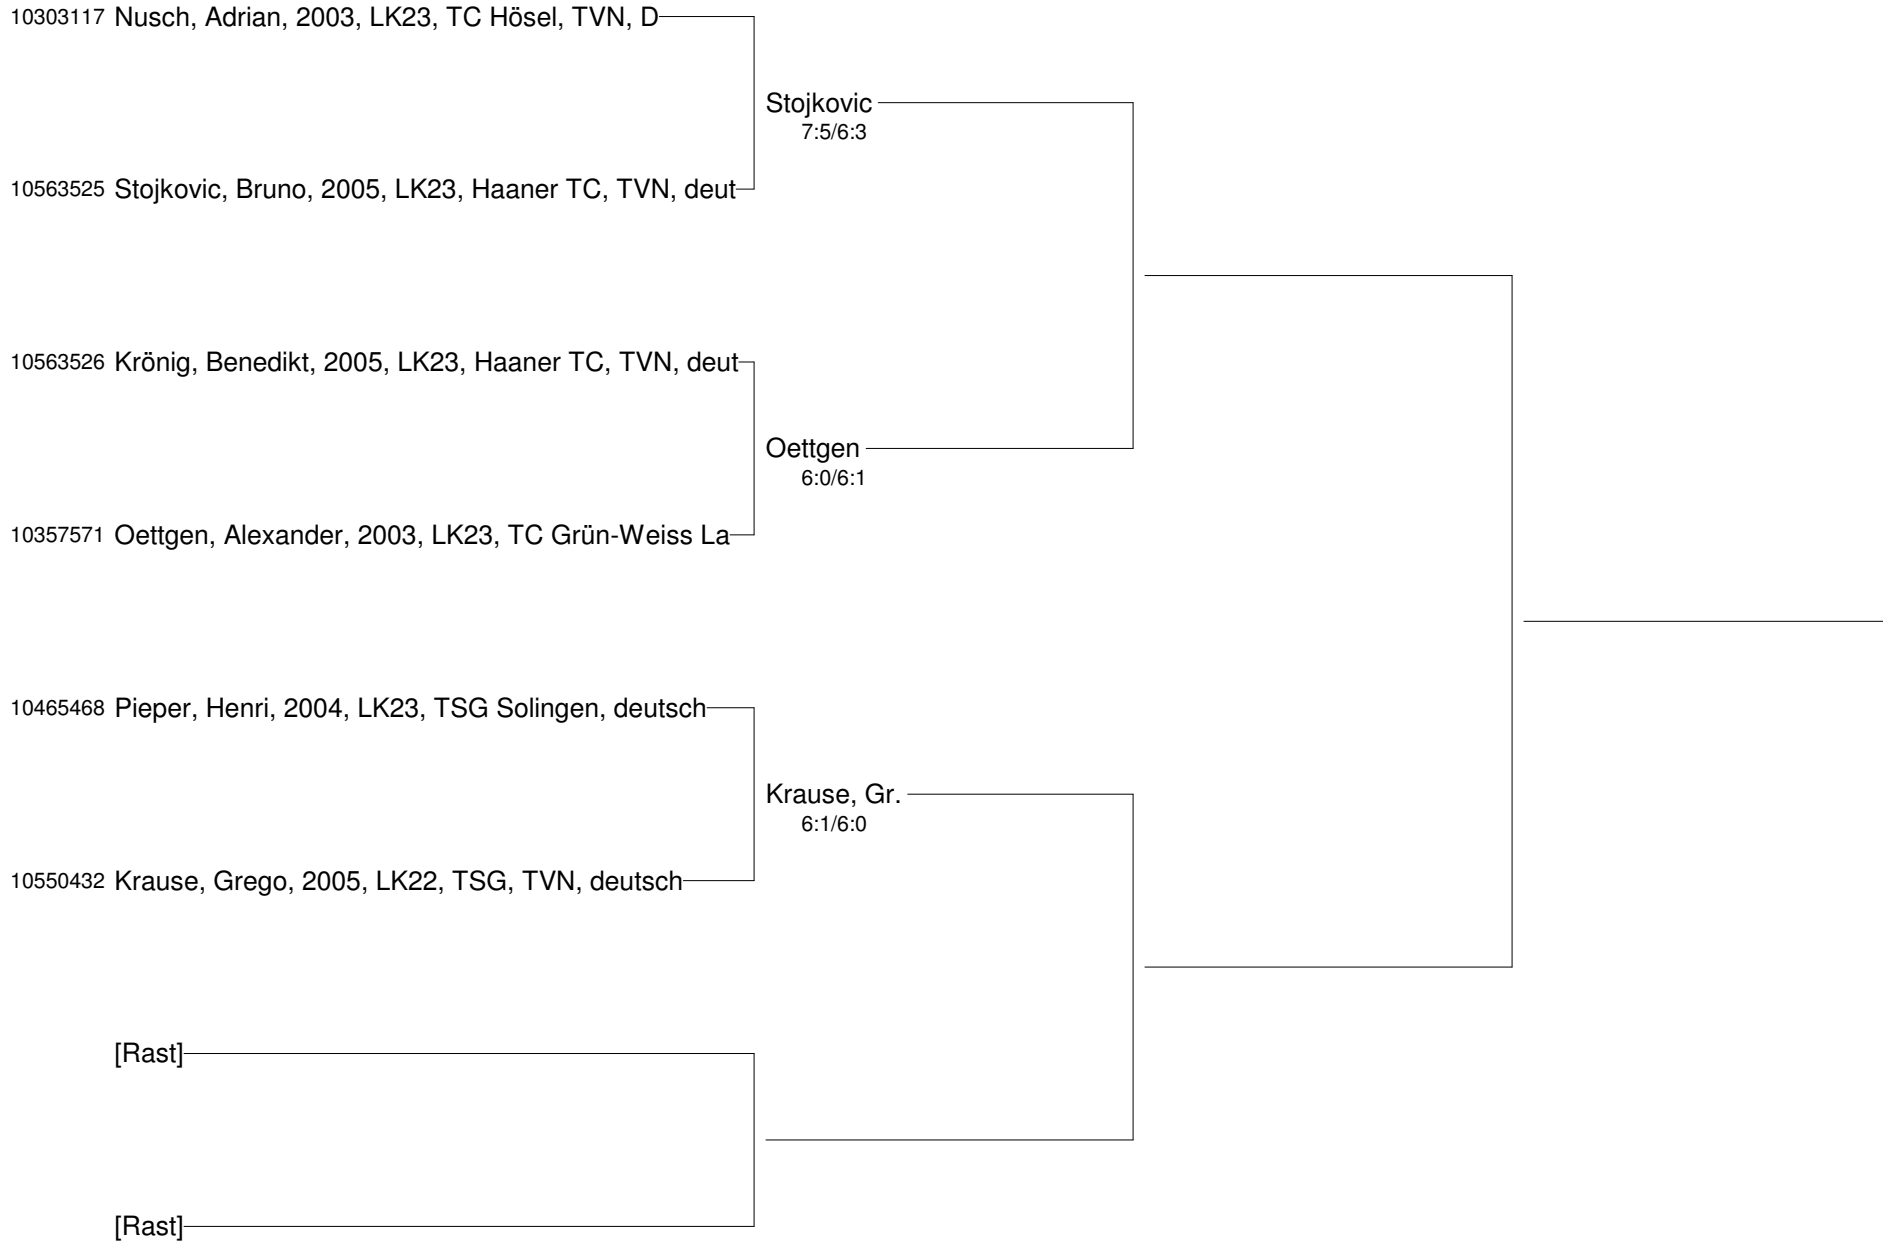 10303117 Nusch, Adrian, 2003, LK23, TC Hösel, TVN, D
Stojkovic
7:5/6:3
10563525 Stojkovic, Bruno, 2005, LK23, Haaner TC, TVN, deut
10563526 Krönig, Benedikt, 2005, LK23, Haaner TC, TVN, deut
Oettgen
6:0/6:1
10357571 Oettgen, Alexander, 2003, LK23, TC Grün-Weiss La
10465468 Pieper, Henri, 2004, LK23, TSG Solingen, deutsch
Krause, Gr.
6:1/6:0
10550432 Krause, Grego, 2005, LK22, TSG, TVN, deutsch
[Rast]
[Rast]